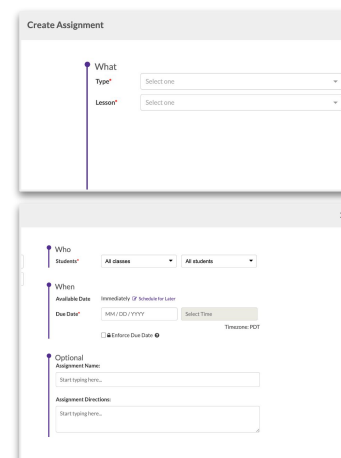 Create Assignment
What
Type* Select one
Lesson* Select one
Who
Students* All classes All students
When
Available Date Immediately Schedule for Later
Due Date* MM / DD / YYYY Select Time
Timezone: PDT
Enforce Due Date
Optional
Assignment Name:
Start typing here...
Assignment Directions:
Start typing here...